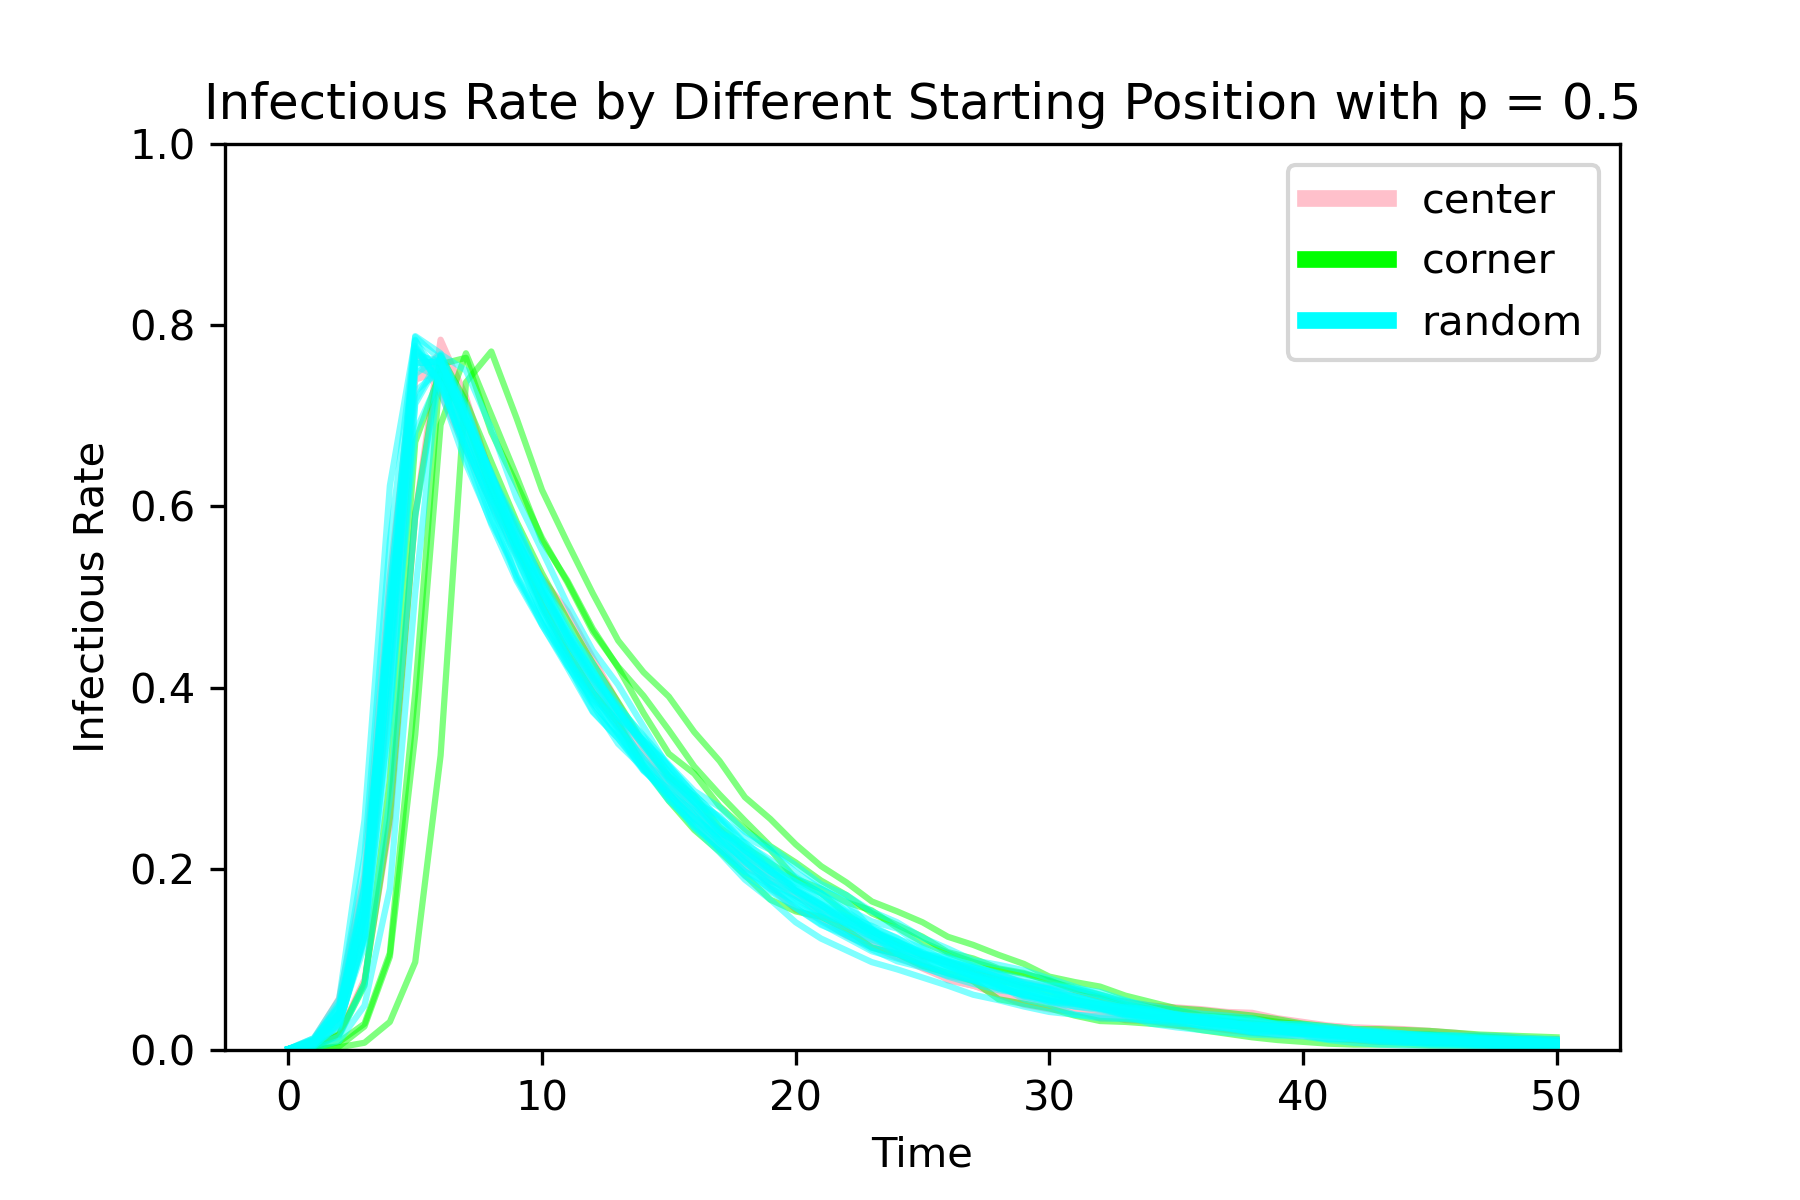 Infectious Rate by Different Starting Position with p = 0.5
1.0
0.8
0.6
0.4
0.2
0.0
Infectious Rate
center
corner
random
0 10 20 30 40 50
Time